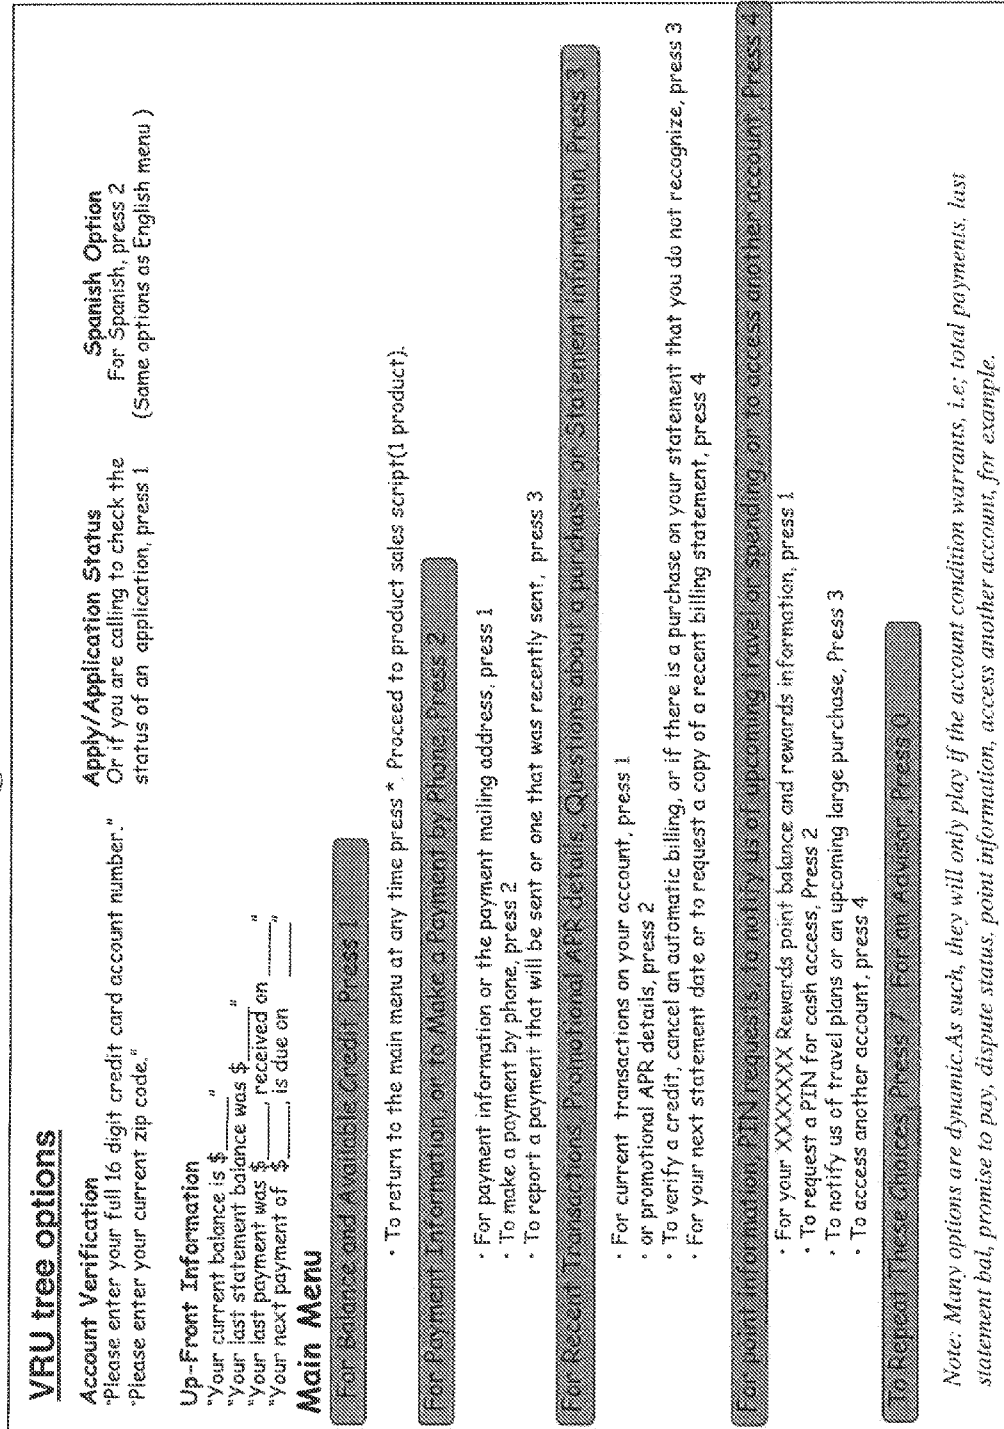 VRU tree options
Account Verification
"Please enter your full 16 digit credit card account number."
"Please enter your current zip code."
Apply/Application Status
Or if you are calling to check the
status of an application, press 1
Spanish Option
For Spanish, press 2
(Same options as English menu )
Up-Front Information
"Your current balance is $_____"
"Your last statement balance was $_____"
"Your last payment was $_____, received on _____"
"Your next payment of $_____, is due on _____"
Main Menu
For Balance and Available Credit Press 1
· To return to the main menu at any time press *. Proceed to product sales script(1 product).
For Payment Information, or to Make a Payment by Phone, Press 2
· For payment information or the payment mailing address, press 1
· To make a payment by phone, press 2
· To report a payment that will be sent or one that was recently sent, press 3
For Recent Transactions Promotional APR details, Questions about a purchase, or Statement Information, Press 3
· For current transactions on your account, press 1
· or promotional APR details, press 2
· To verify a credit, cancel an automatic billing, or if there is a purchase on your statement that you do not recognize, press 3
· For your next statement date or to request a copy of a recent billing statement, press 4
For point information, PIN requests, to notify us of upcoming travel or spending, or to access another account, Press 4
· For your XXXXXXX Rewards point balance and rewards information, press 1
· To request a PIN for cash access, Press 2
· To notify us of travel plans or an upcoming large purchase, Press 3
· To access another account, press 4
To Repeat These Choices, Press 7 For an Advisor, Press 0
Note: Many options are dynamic.As such, they will only play if the account condition warrants, i.e; total payments, last
statement bal, promise to pay, dispute status, point information, access another account, for example.